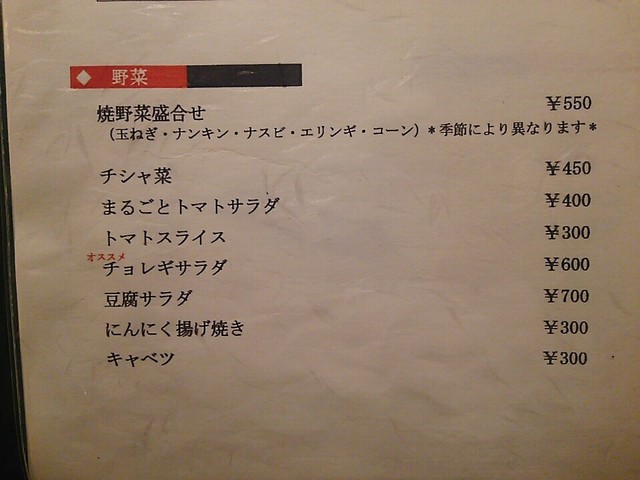 ◆ 野菜
焼野菜盛合せ ¥550
（玉ねぎ・ナンキン・ナスビ・エリンギ・コーン）＊季節により異なります＊
チシャ菜 ¥450
まるごとトマトサラダ ¥400
トマトスライス ¥300
オススメ
チョレギサラダ ¥600
豆腐サラダ ¥700
にんにく揚げ焼き ¥300
キャベツ ¥300